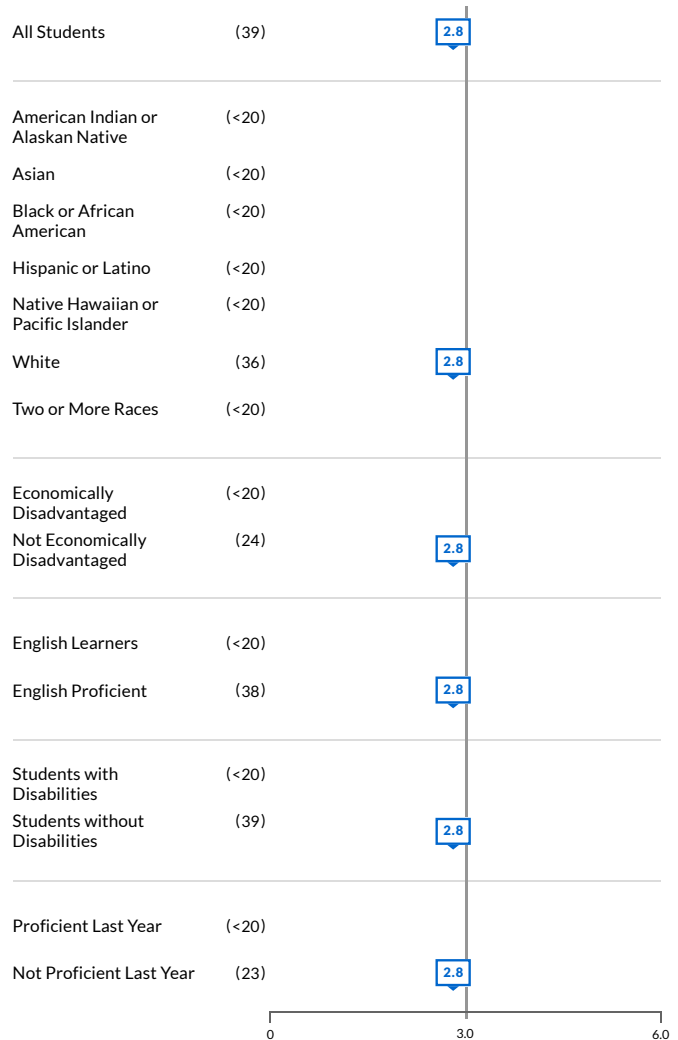 All Students (39) 2.8
American Indian or (<20)
Alaskan Native
Asian (<20)
Black or African (<20)
American
Hispanic or Latino (<20)
Native Hawaiian or (<20)
Pacific Islander
White (36) 2.8
Two or More Races (<20)
Economically (<20)
Disadvantaged
Not Economically (24) 2.8
Disadvantaged
English Learners (<20)
English Proficient (38) 2.8
Students with (<20)
Disabilities
Students without (39) 2.8
Disabilities
Proficient Last Year (<20)
Not Proficient Last Year (23) 2.8
0 3.0 6.0